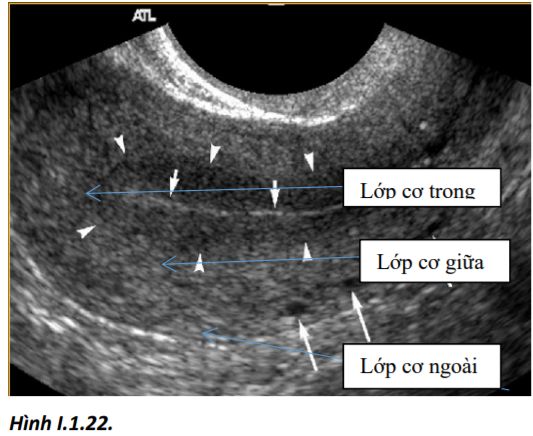 ATL
Lớp cơ trong
Lớp cơ giữa
Lớp cơ ngoài
Hình I.1.22.